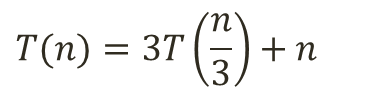 T(n) = 3T(n/3) + n